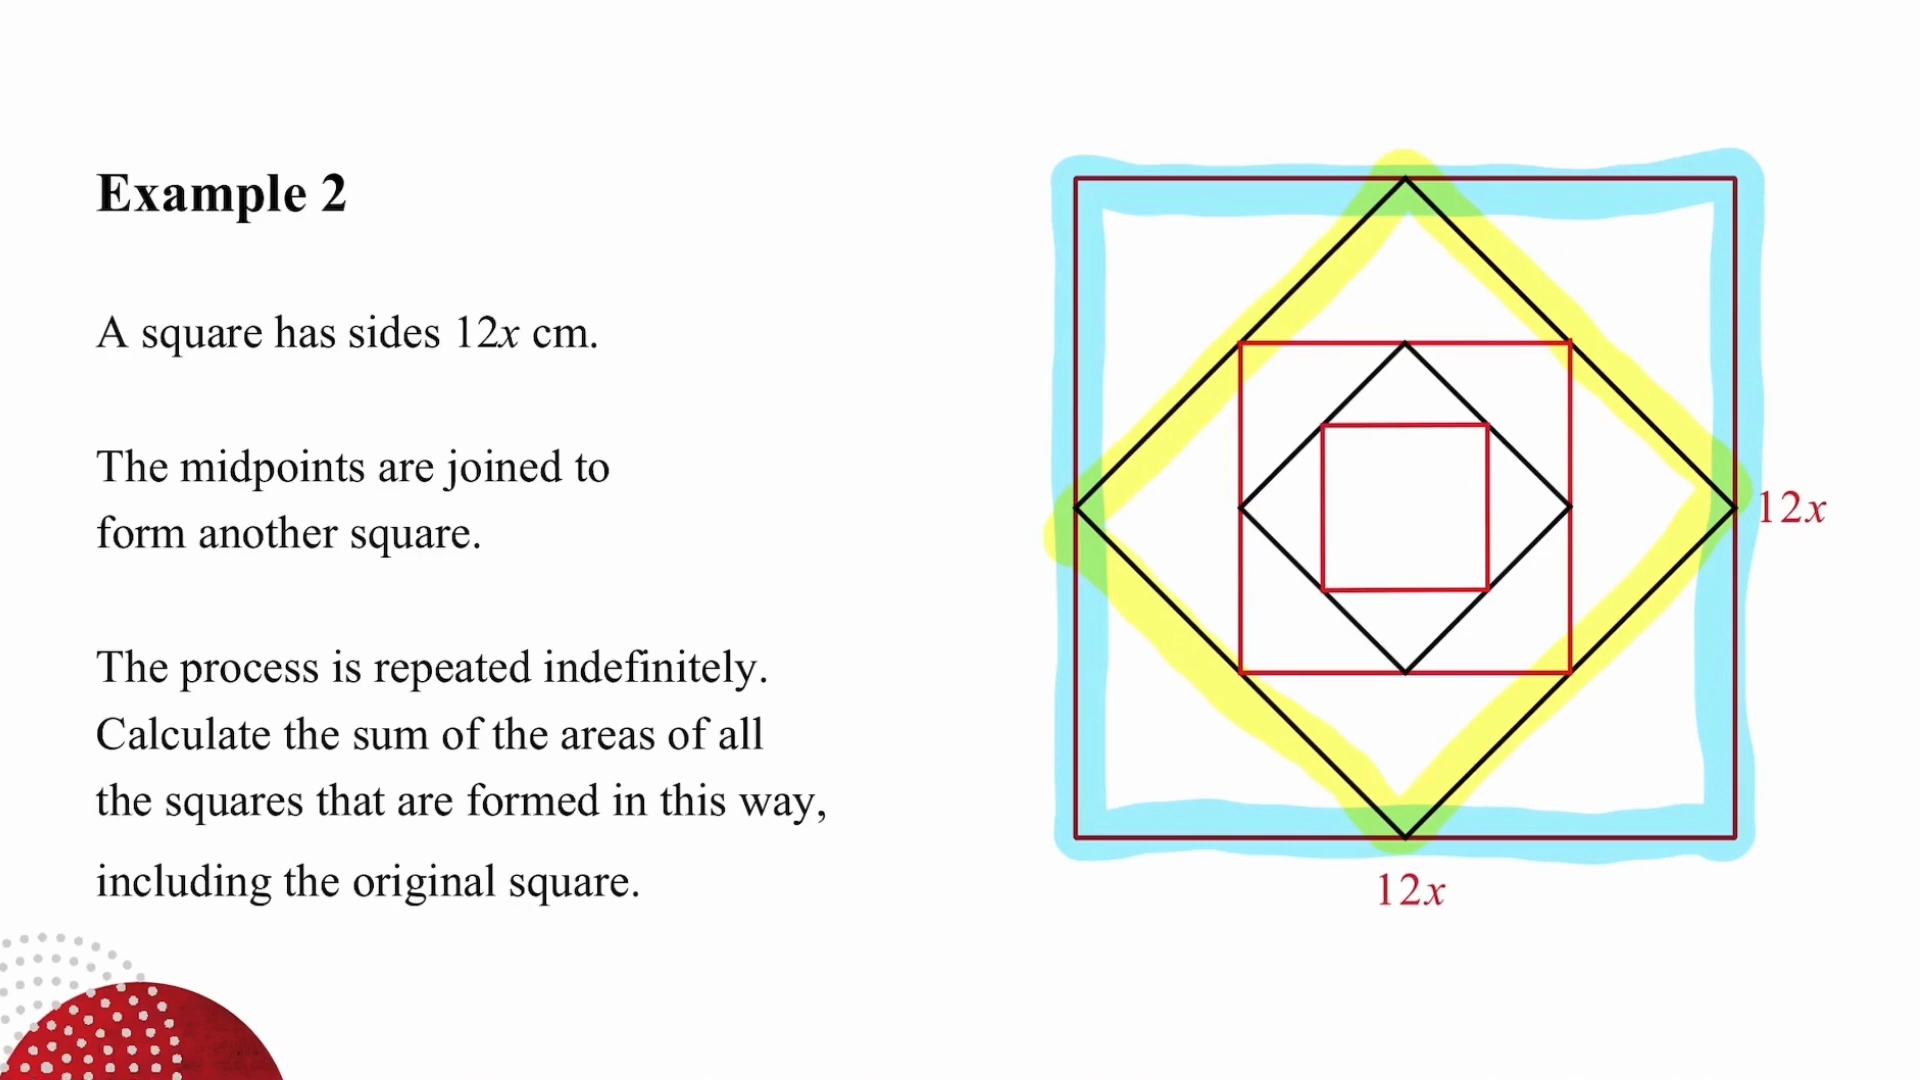 Example 2
A square has sides 12x cm.
The midpoints are joined to
form another square.
The process is repeated indefinitely.
Calculate the sum of the areas of all
the squares that are formed in this way,
including the original square.
12x
12x